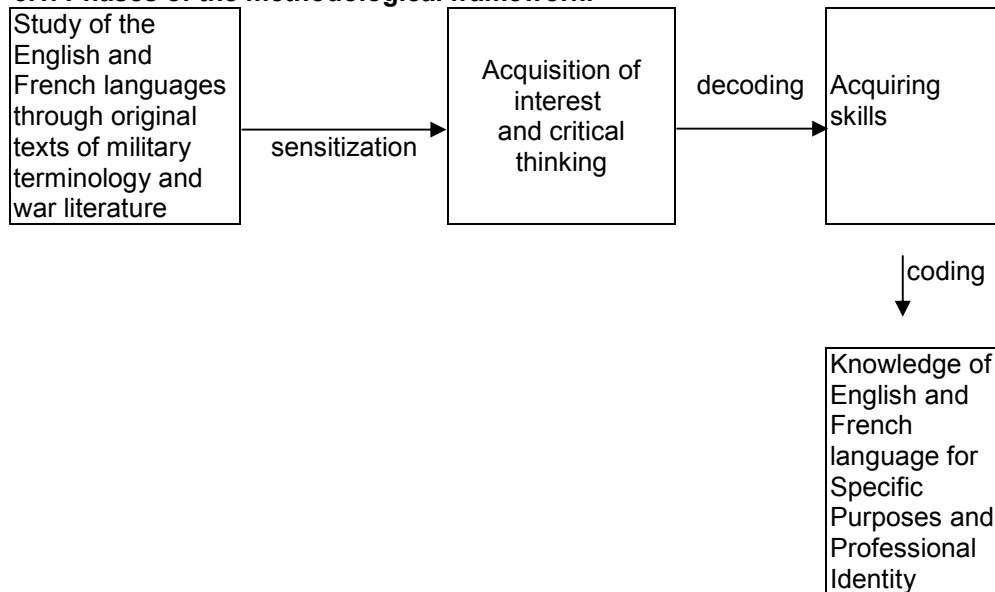 Study of the
English and
French languages
through original
texts of military
terminology and
war literature
sensitization
Acquisition of
interest
and critical
thinking
decoding
Acquiring
skills
coding
Knowledge of
English and
French
language for
Specific
Purposes and
Professional
Identity